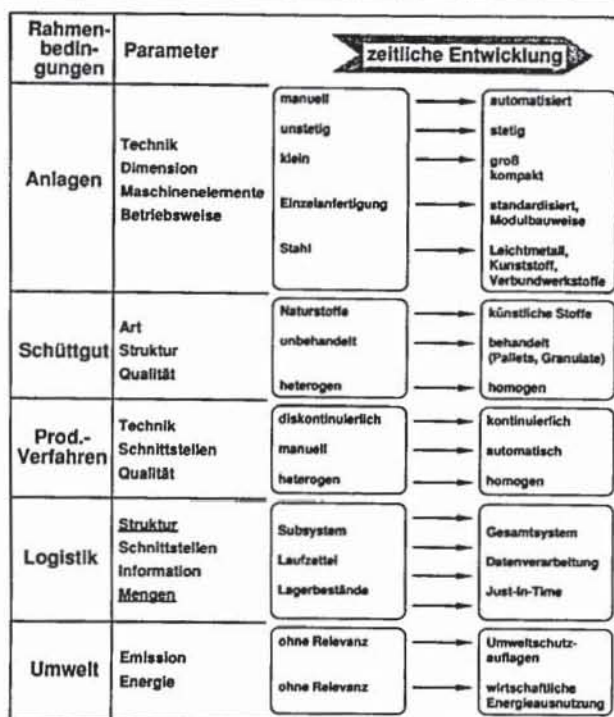 Rahmen-
bedin-
gungen
Parameter
zeitliche Entwicklung
Anlagen
Technik
Dimension
Maschinenelemente
Betriebsweise
manuell
automatisiert
unstetig
stetig
klein
groß
kompakt
Einzelanfertigung
standardisiert,
Modulbauweise
Stahl
Leichtmetall,
Kunststoff,
Verbundwerkstoffe
Schüttgut
Art
Struktur
Qualität
Naturstoffe
künstliche Stoffe
unbehandelt
behandelt
(Pallets, Granulate)
heterogen
homogen
Prod.-
Verfahren
Technik
Schnittstellen
Qualität
diskontinuierlich
kontinuierlich
manuell
automatisch
heterogen
homogen
Logistik
Struktur
Schnittstellen
Information
Mengen
Subsystem
Gesamtsystem
Laufzettel
Datenverarbeitung
Lagerbestände
Just-In-Time
Umwelt
Emission
Energie
ohne Relevanz
Umweltschutz-
auflagen
ohne Relevanz
wirtschaftliche
Energieausnutzung